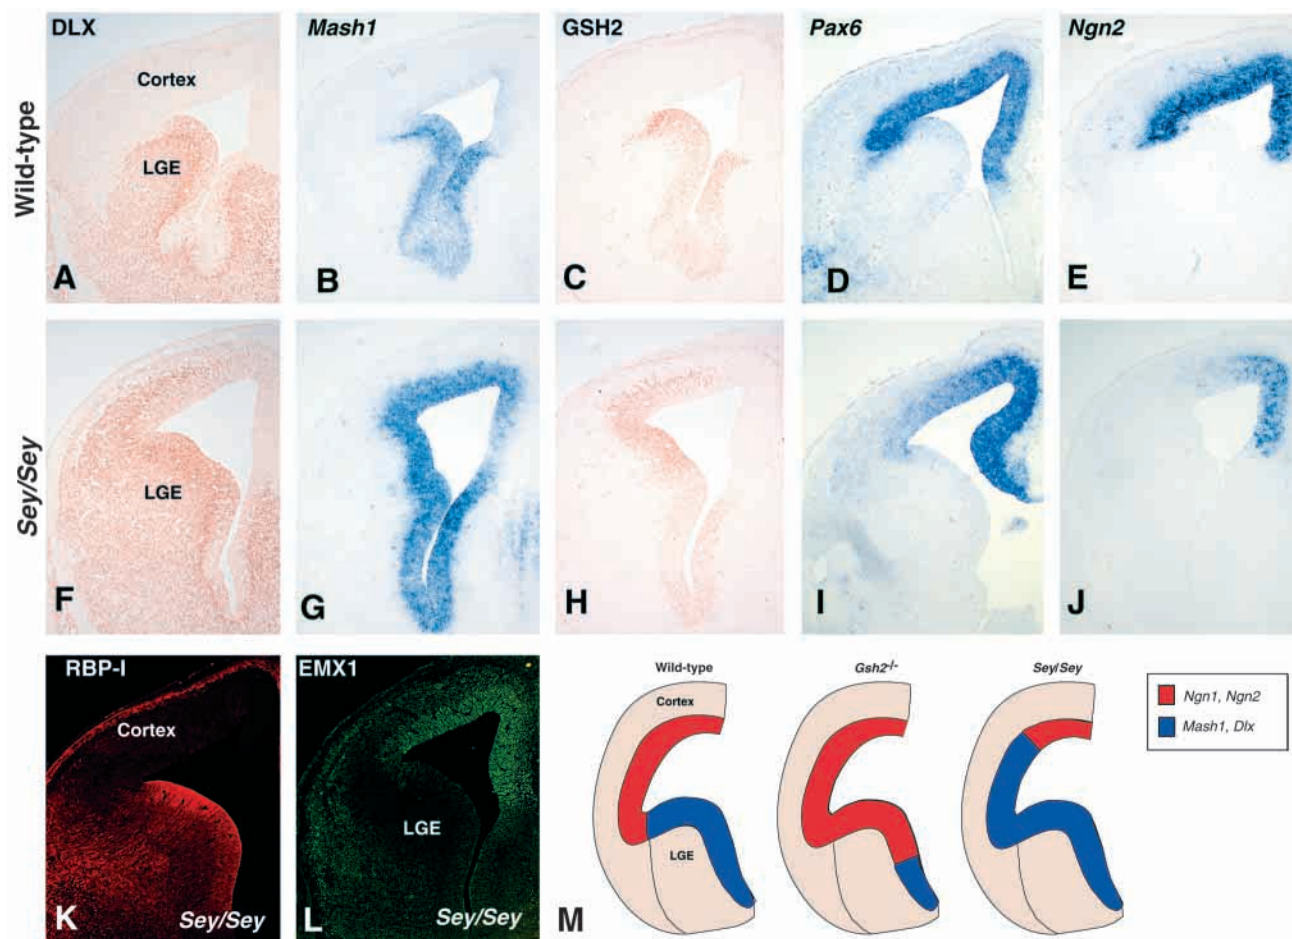 DLX
Mash1
GSH2
Pax6
Ngn2
Wild-type
Cortex
LGE
A
B
C
D
E
Sey/Sey
LGE
F
G
H
I
J
RBP-I
Cortex
K
Sey/Sey
EMX1
LGE
L
Sey/Sey
M
Wild-type
Gsh2-/-
Sey/Sey
Cortex
LGE
Ngn1, Ngn2
Mash1, Dlx